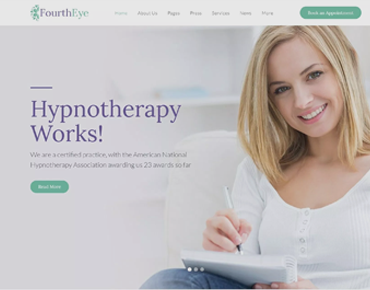 FourthEye
Home About Us Pages Press Services News More
Book an Appointment
Hypnotherapy
Works!
We are a certified practice, with the American National
Hypnotherapy Association awarding us 23 awards so far
Read More